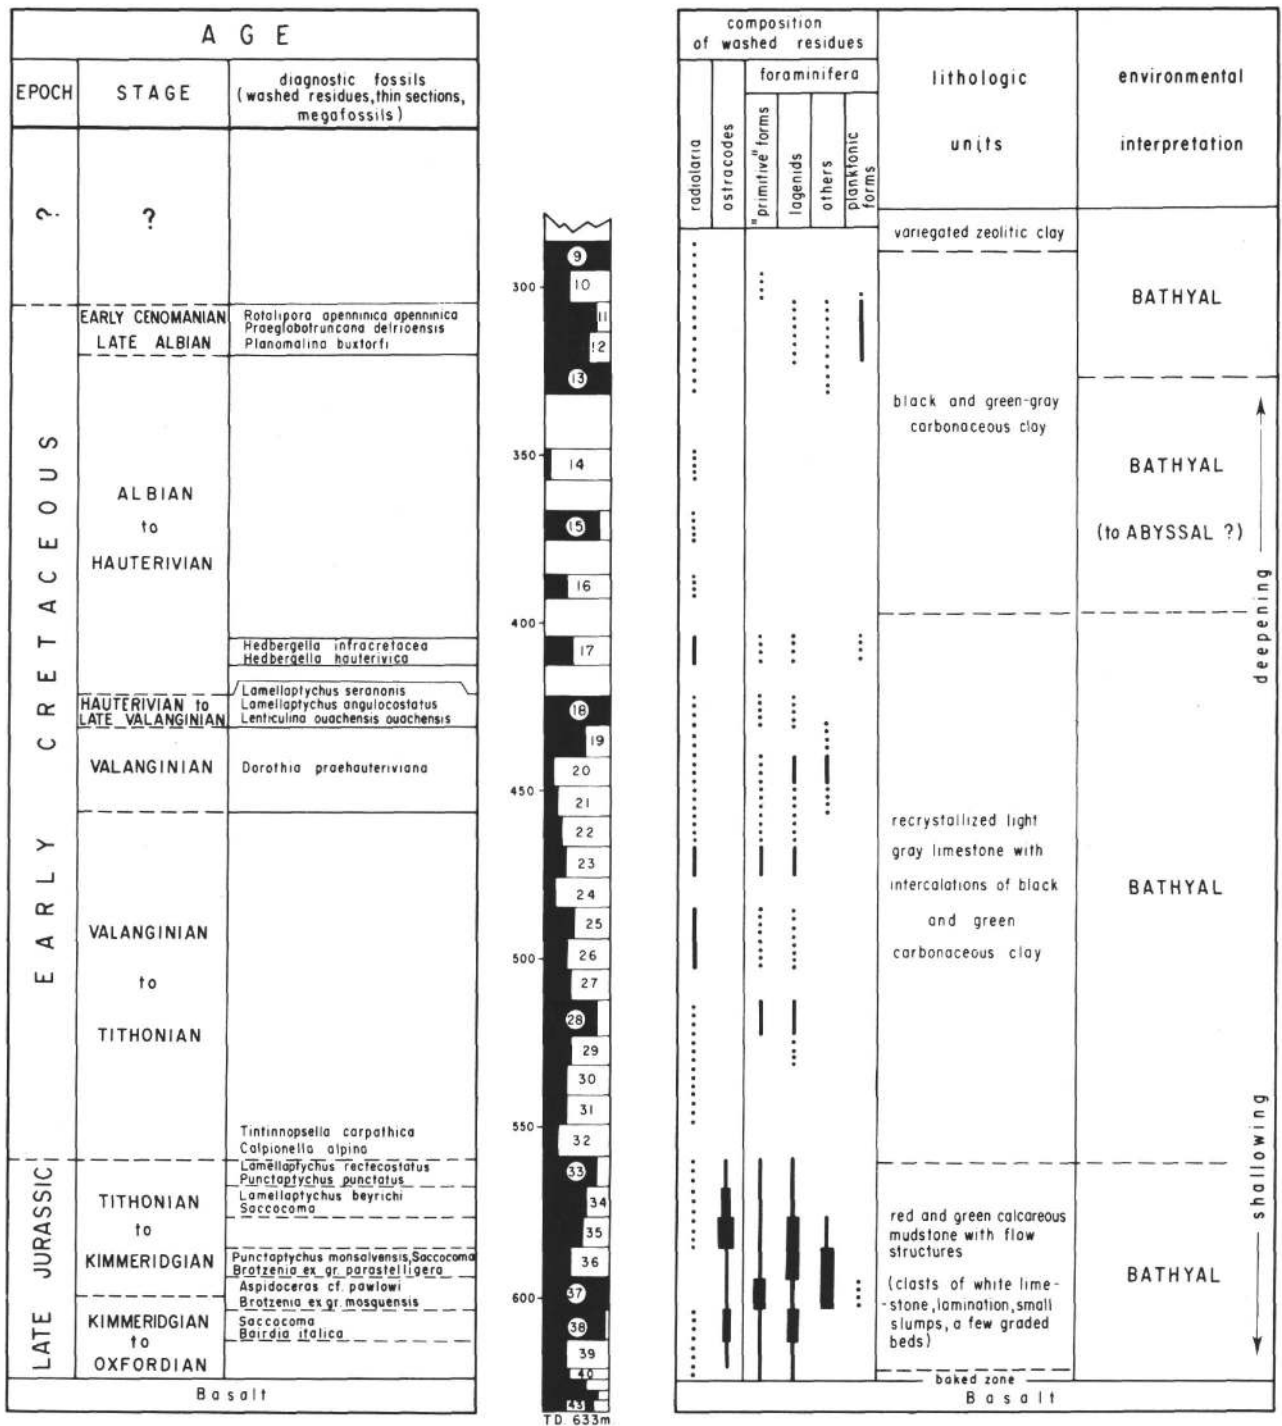 AGE
EPOCH
STAGE
diagnostic fossils
(washed residues, thin sections,
megafossils)
?
?
EARLY CENOMANIAN
LATE ALBIAN
Rotalipora apenninica apenninica
Praeglobotruncana delrioensis
Planomalina buxtorfi
EARLY CRETACEOUS
ALBIAN
to
HAUTERIVIAN
Hedbergella infracretacea
Hedbergella hauterivica
HAUTERIVIAN to
LATE VALANGINIAN
Lamellaptychus seranonis
Lamellaptychus angulocostatus
Lenticulina ouachensis ouachensis
VALANGINIAN
Dorothia praehauteriviana
VALANGINIAN
to
TITHONIAN
Tintinnopsella carpathica
Calpionella alpina
LATE JURASSIC
TITHONIAN
to
KIMMERIDGIAN
Lamellaptychus rectecostatus
Punctaptychus punctatus
Lamellaptychus beyrichi
Saccocoma
Punctaptychus monsalvensis, Saccocoma
Brotzenia ex gr. parastelligera
Aspidoceras cf. pawlowi
Brotzenia ex gr. mosquensis
KIMMERIDGIAN
to
OXFORDIAN
Saccocoma
Bairdia italica
Basalt
300
350
400
450
500
550
600
9
10
11
12
13
14
15
16
17
18
19
20
21
22
23
24
25
26
27
28
29
30
31
32
33
34
35
36
37
38
39
40
43
T.D. 633m
composition
of washed residues
foraminifera
radiolaria
ostracodes
"primitive" forms
lagenids
others
planktonic
forms
lithologic
units
variegated zeolitic clay
black and green-gray
carbonaceous clay
recrystallized light
gray limestone with
intercalations of black
and green
carbonaceous clay
red and green calcareous
mudstone with flow
structures
(clasts of white lime-
-stone, lamination, small
slumps, a few graded
beds)
baked zone
Basalt
environmental
interpretation
BATHYAL
BATHYAL
(to ABYSSAL ?)
deepening
BATHYAL
shallowing
BATHYAL